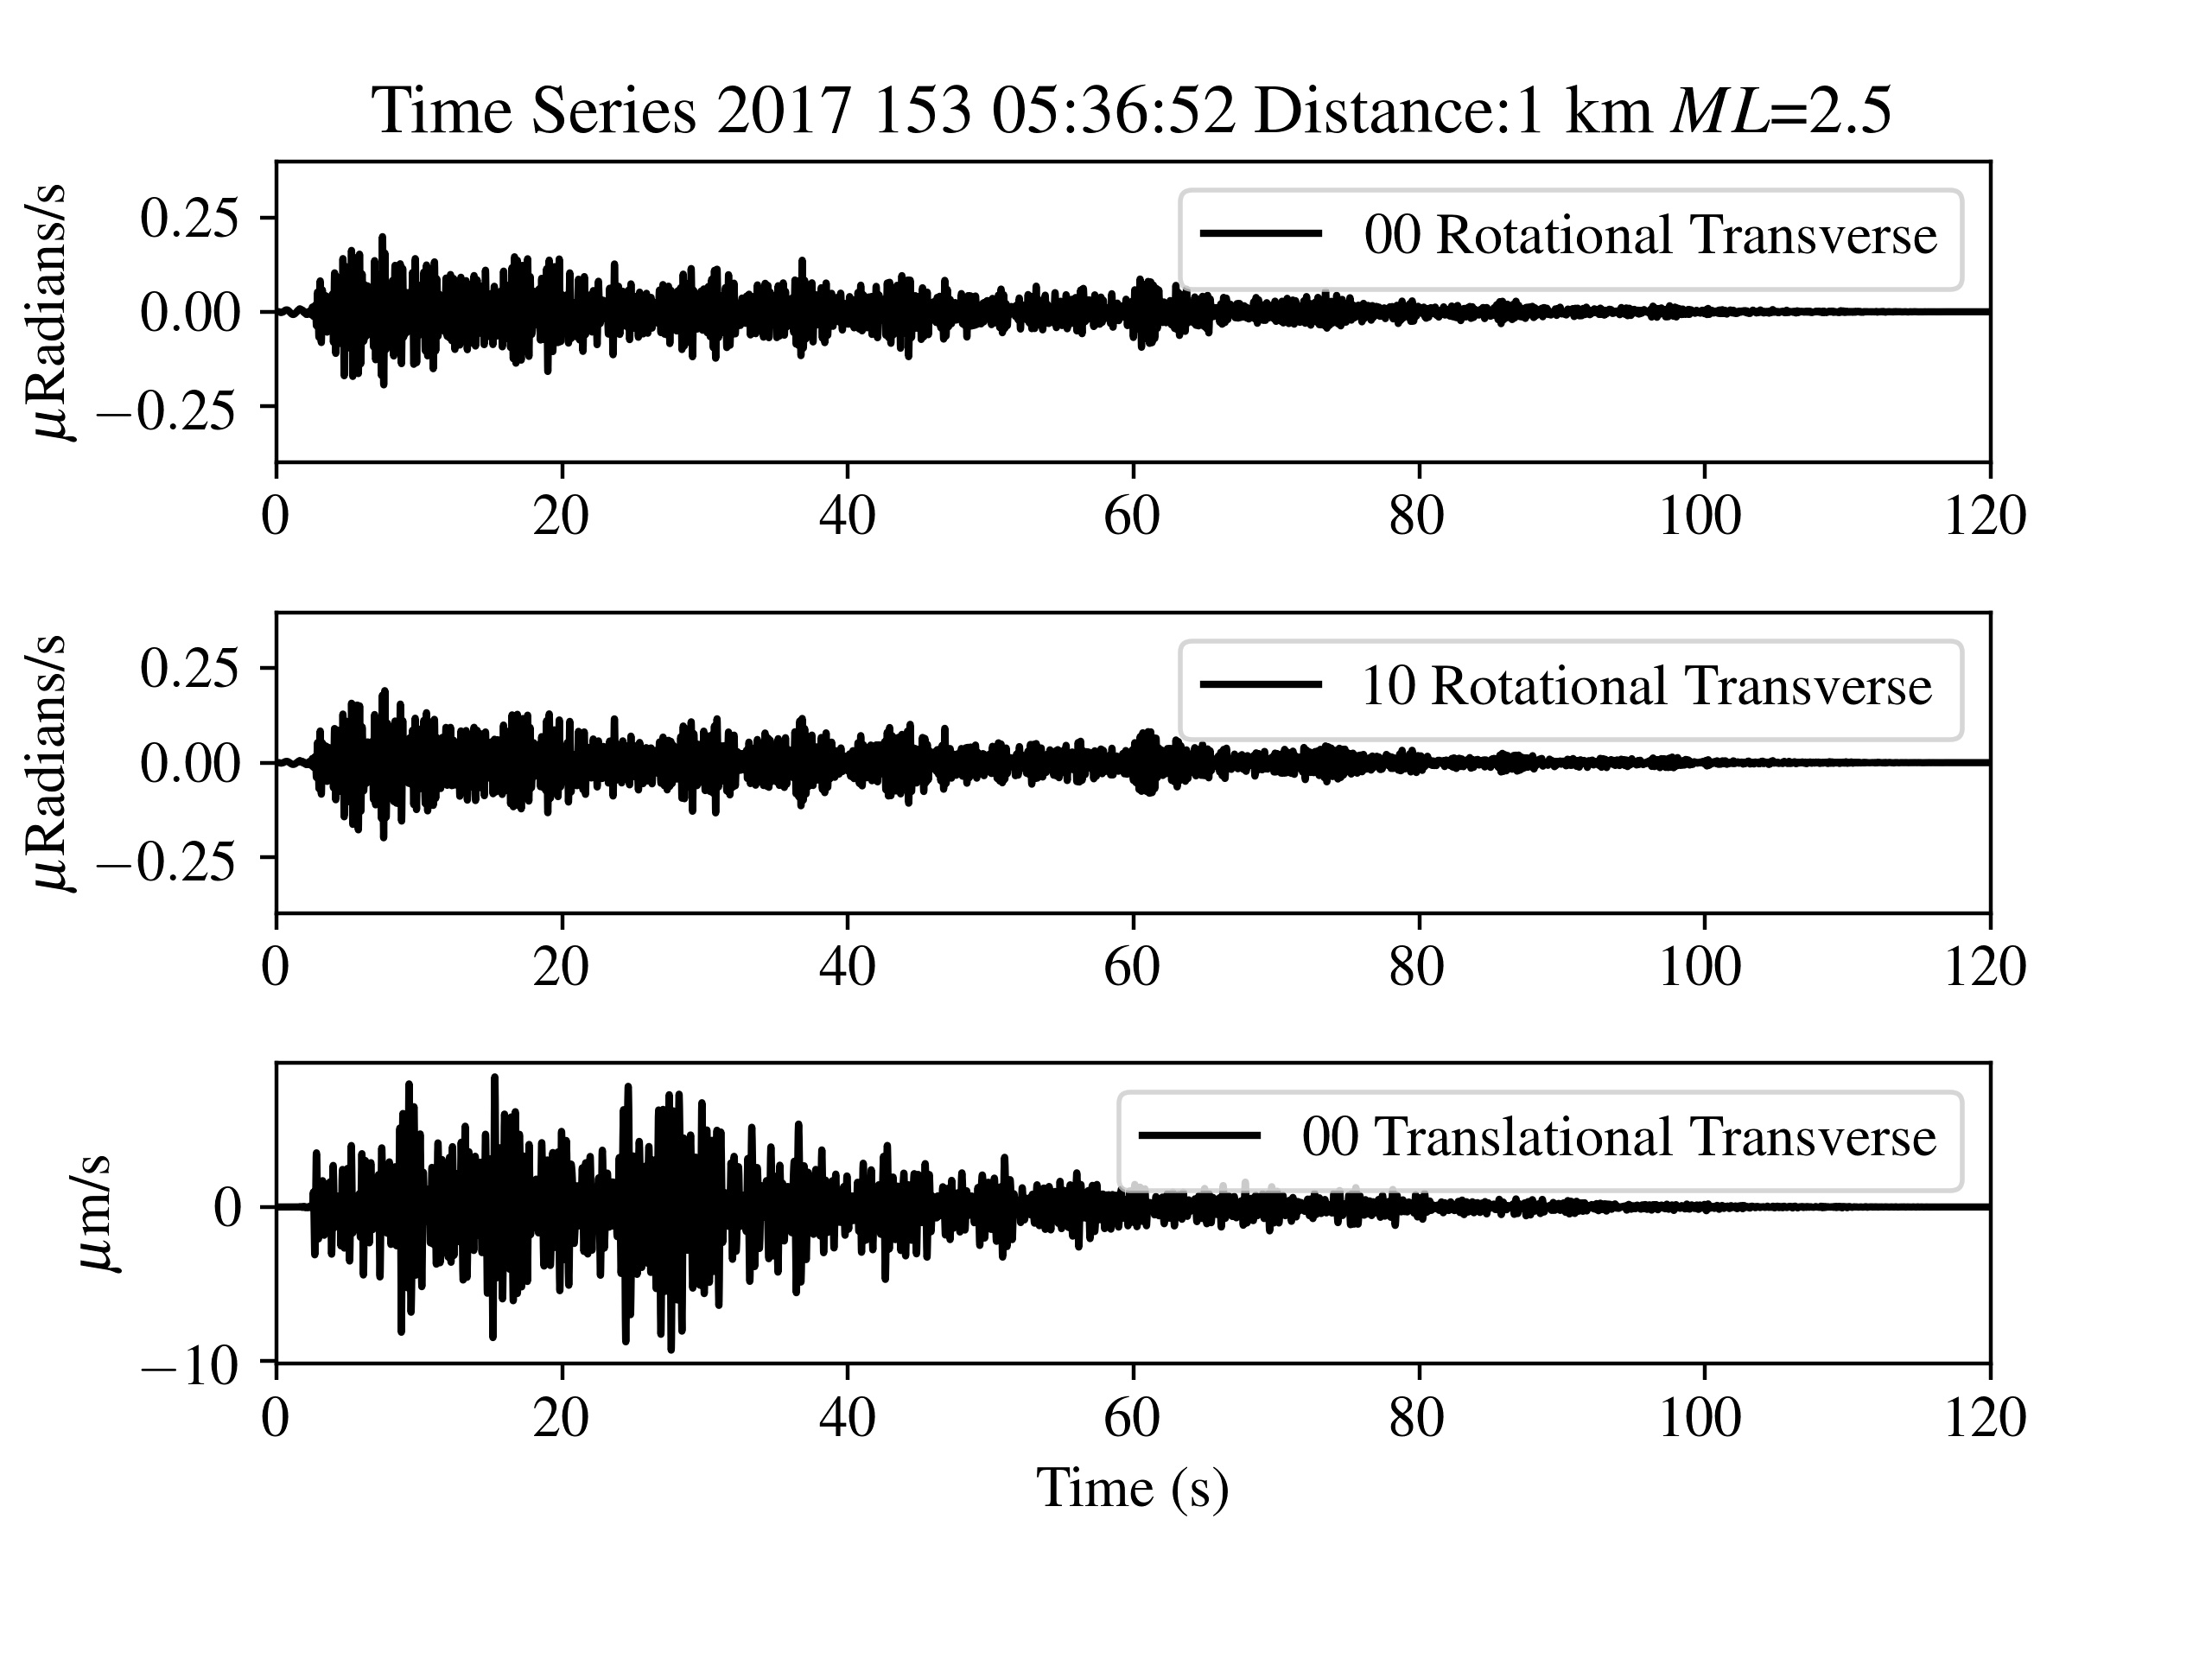 Time Series 2017 153 05:36:52 Distance:1 km ML=2.5
μRadians/s
0.25
0.00
−0.25
00 Rotational Transverse
0 20 40 60 80 100 120
μRadians/s
0.25
0.00
−0.25
10 Rotational Transverse
0 20 40 60 80 100 120
μm/s
0
−10
00 Translational Transverse
0 20 40 60 80 100 120
Time (s)